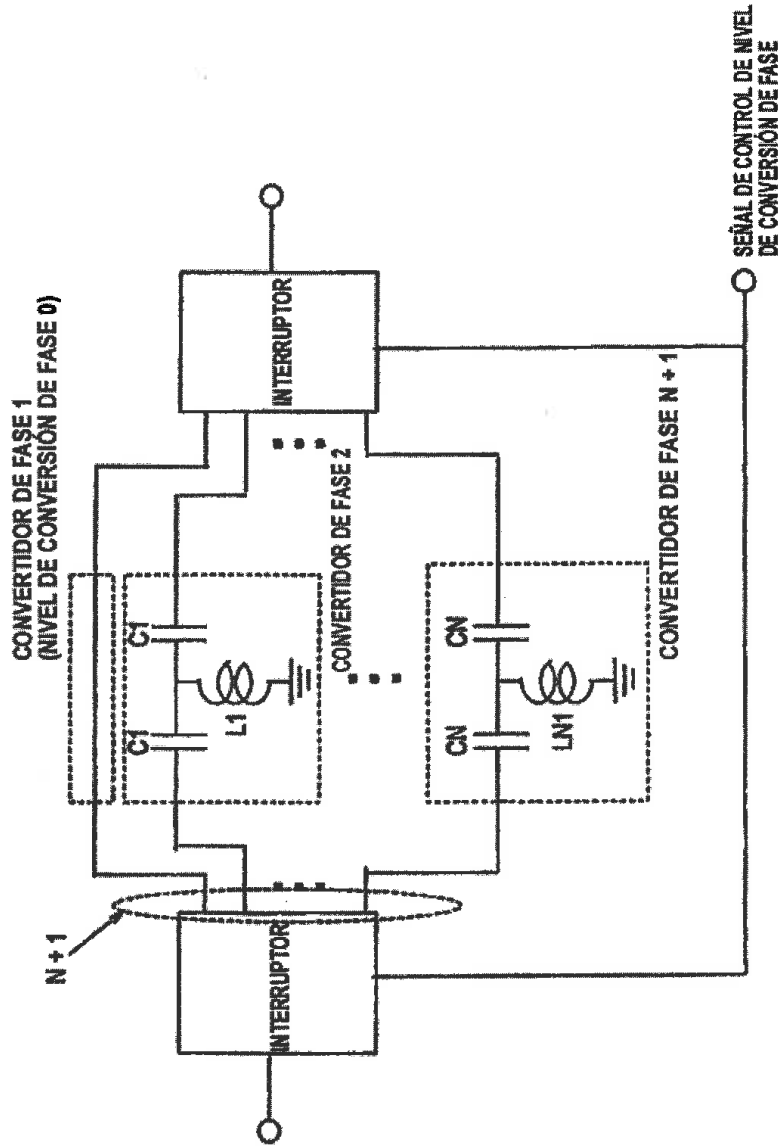 CONVERTIDOR DE FASE 1
(NIVEL DE CONVERSIÓN DE FASE 0)
N + 1
INTERRUPTOR
INTERRUPTOR
C1
C1
L1
CONVERTIDOR DE FASE 2
CN
CN
LN1
CONVERTIDOR DE FASE N + 1
SEÑAL DE CONTROL DE NIVEL
DE CONVERSIÓN DE FASE